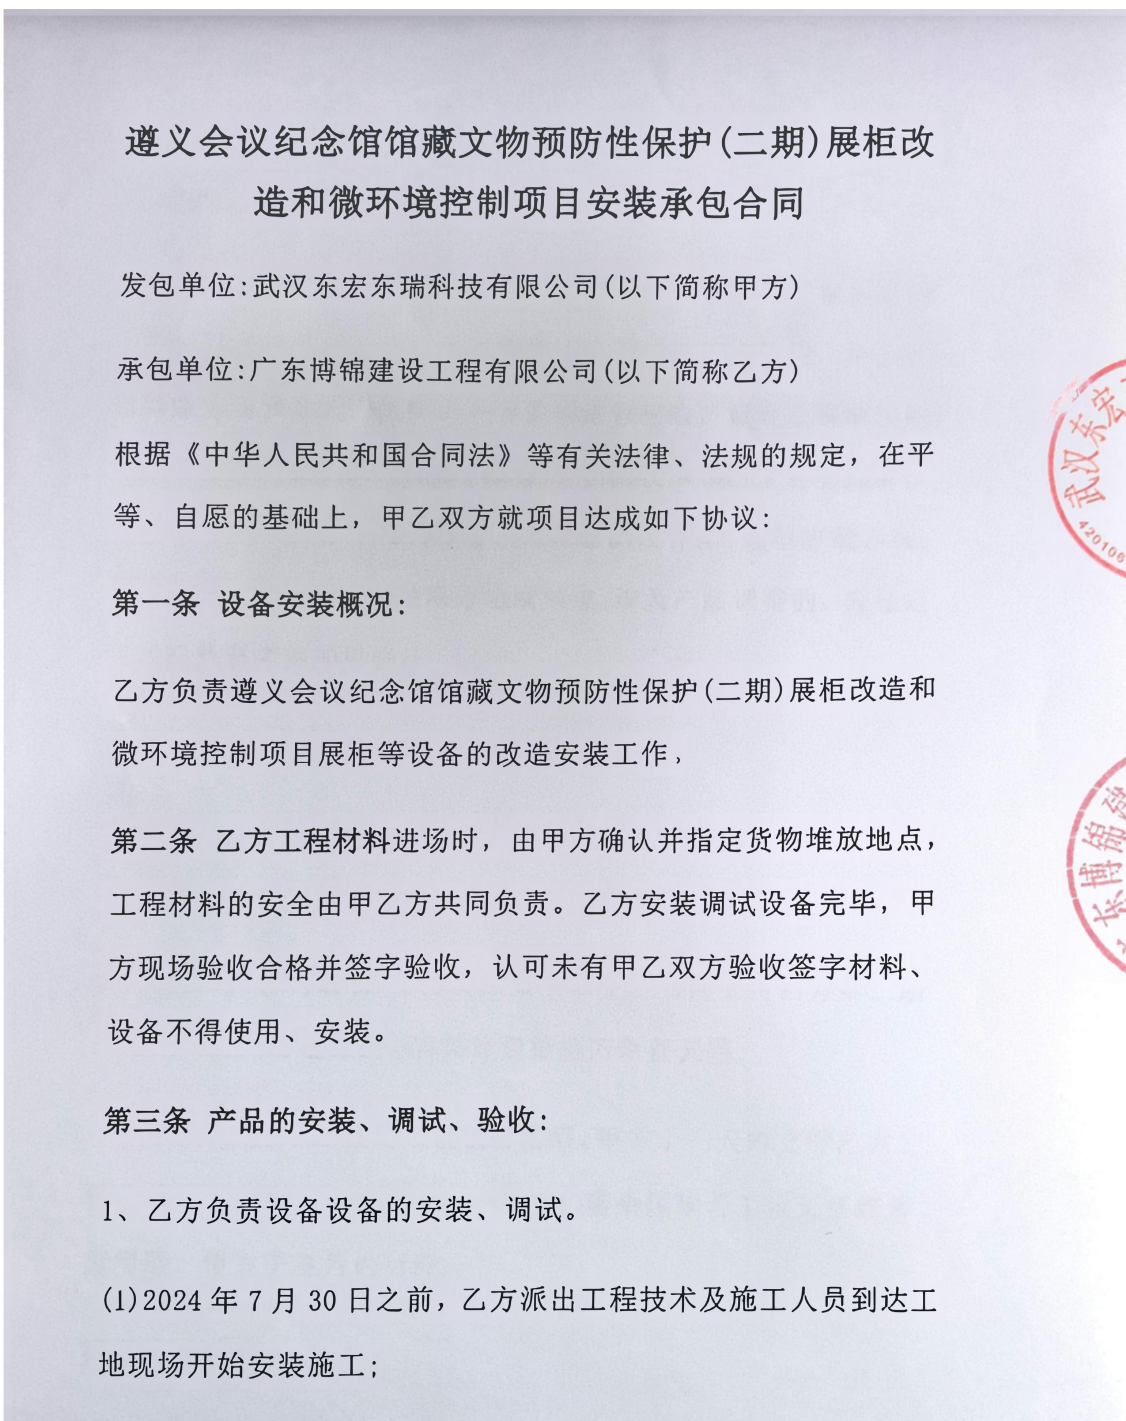 遵义会议纪念馆馆藏文物预防性保护(二期)展柜改
造和微环境控制项目安装承包合同
发包单位:武汉东宏东瑞科技有限公司(以下简称甲方)
承包单位:广东博锦建设工程有限公司(以下简称乙方)
根据《中华人民共和国合同法》等有关法律、法规的规定,在平
等、自愿的基础上,甲乙双方就项目达成如下协议:
第一条 设备安装概况:
乙方负责遵义会议纪念馆馆藏文物预防性保护(二期)展柜改造和
微环境控制项目展柜等设备的改造安装工作,
第二条 乙方工程材料进场时,由甲方确认并指定货物堆放地点,
工程材料的安全由甲乙方共同负责。乙方安装调试设备完毕,甲
方现场验收合格并签字验收,认可未有甲乙双方验收签字材料、
设备不得使用、安装。
第三条 产品的安装、调试、验收:
1、乙方负责设备设备的安装、调试。
(1)2024年7月30日之前,乙方派出工程技术及施工人员到达工
地现场开始安装施工;
武汉东宏
420106
东博锦建